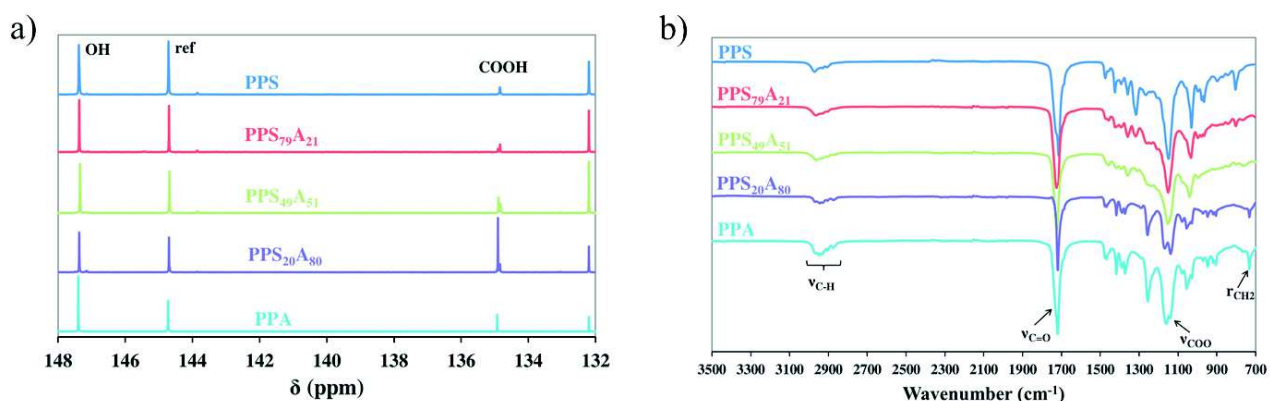 a)
OH
ref
COOH
PPS
PPS79A21
PPS49A51
PPS20A80
PPA
148 146 144 142 140 138 136 134 132
δ (ppm)
b)
PPS
PPS79A21
PPS49A51
PPS20A80
PPA
νC-H
νC=O
νCOO
rCH2
3500 3300 3100 2900 2700 2500 2300 2100 1900 1700 1500 1300 1100 900 700
Wavenumber (cm-1)